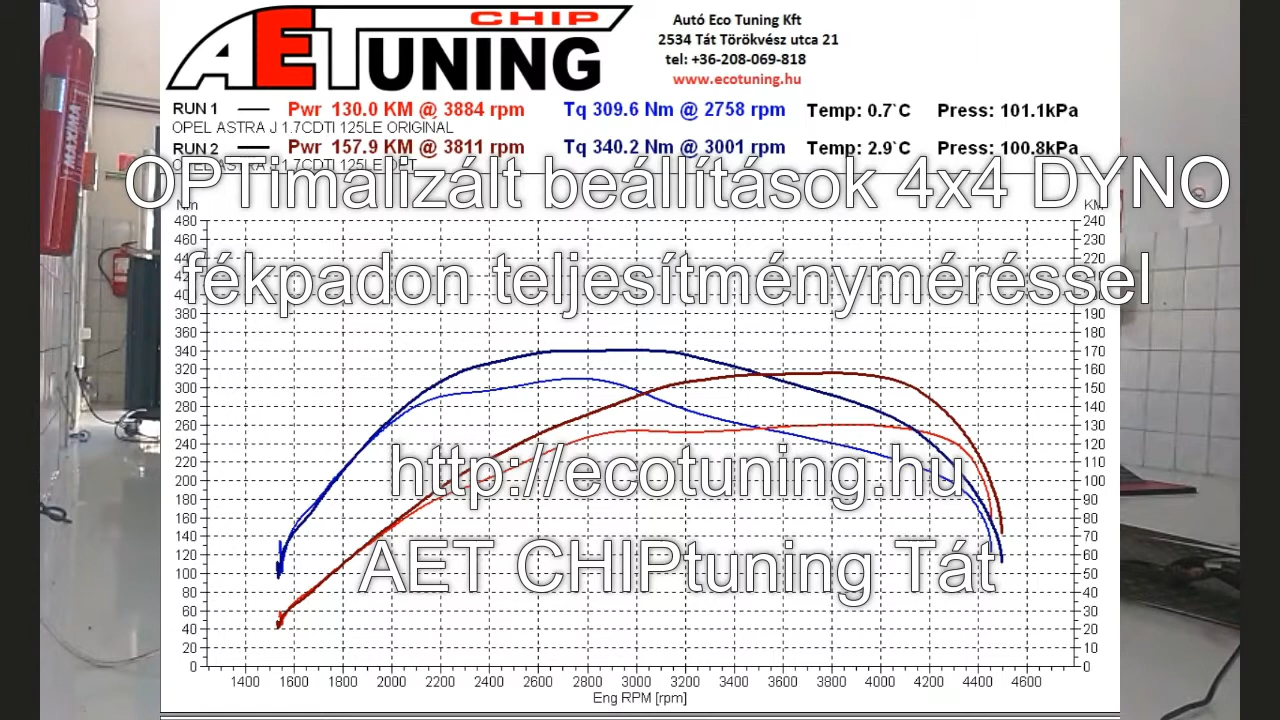 CHIP
AETUNING
Autó Eco Tuning Kft
2534 Tát Törökvész utca 21
tel: +36-208-069-818
www.ecotuning.hu
RUN 1 Pwr 130.0 KM @ 3884 rpm Tq 309.6 Nm @ 2758 rpm Temp: 0.7`C Press: 101.1kPa
OPEL ASTRA J 1.7CDTI 125LE ORIGINAL
RUN 2 Pwr 157.9 KM @ 3811 rpm Tq 340.2 Nm @ 3001 rpm Temp: 2.9`C Press: 100.8kPa
OPEL ASTRA J 1.7CDTI 125LE OPT
OPTimalizált beállítások 4x4 DYNO
fékpadon teljesítményméréssel
http://ecotuning.hu
AET CHIPtuning Tát
Nm KM
480 240
460 230
440 220
380 190
360 180
340 170
320 160
300 150
280 140
260 130
240 120
220 110
200 100
180 90
160 80
140 70
120 60
100 50
80 40
60 30
40 20
20 10
0 0
1400 1600 1800 2000 2200 2400 2600 2800 3000 3200 3400 3600 3800 4000 4200 4400 4600
Eng RPM [rpm]
MAXIMA